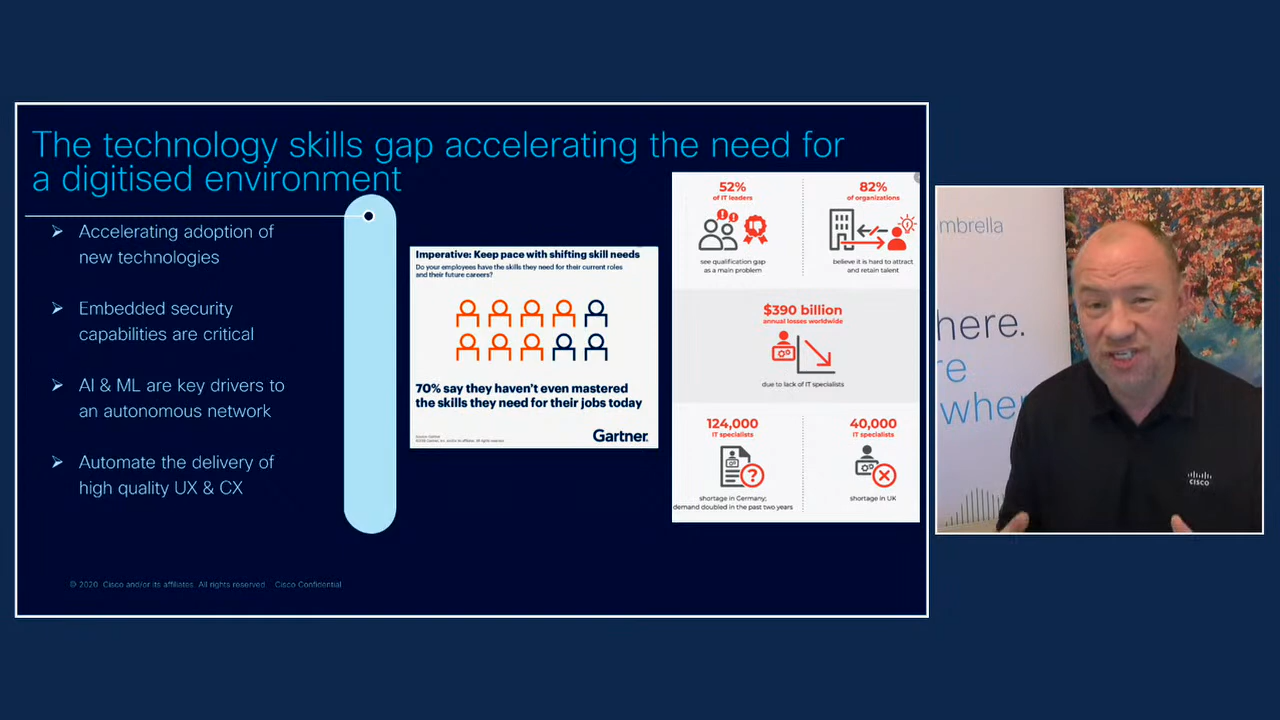 The technology skills gap accelerating the need for
a digitised environment
Accelerating adoption of
new technologies
Embedded security
capabilities are critical
AI & ML are key drivers to
an autonomous network
Automate the delivery of
high quality UX & CX
Imperative: Keep pace with shifting skill needs
Do your employees have the skills they need for their current roles
and their future careers?
70% say they haven't even mastered
the skills they need for their jobs today
Gartner
52%
of IT leaders
see qualification gap
as a main problem
82%
of organizations
believe it is hard to attract
and retain talent
$390 billion
annual losses worldwide
due to lack of IT specialists
124,000
IT specialists
shortage in Germany;
demand doubled in the past two years
40,000
IT specialists
shortage in UK
© 2020 Cisco and/or its affiliates. All rights reserved. Cisco Confidential
mbrella
here.
re
wher
cisco